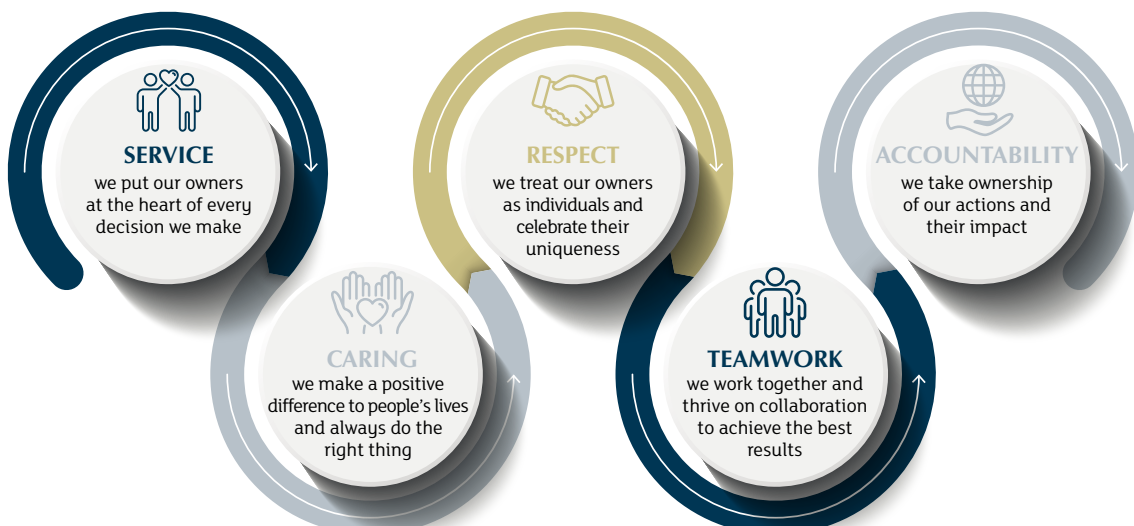 SERVICE
we put our owners
at the heart of every
decision we make
CARING
we make a positive
difference to people's lives
and always do the
right thing
RESPECT
we treat our owners
as individuals and
celebrate their
uniqueness
TEAMWORK
we work together and
thrive on collaboration
to achieve the best
results
ACCOUNTABILITY
we take ownership
of our actions and
their impact